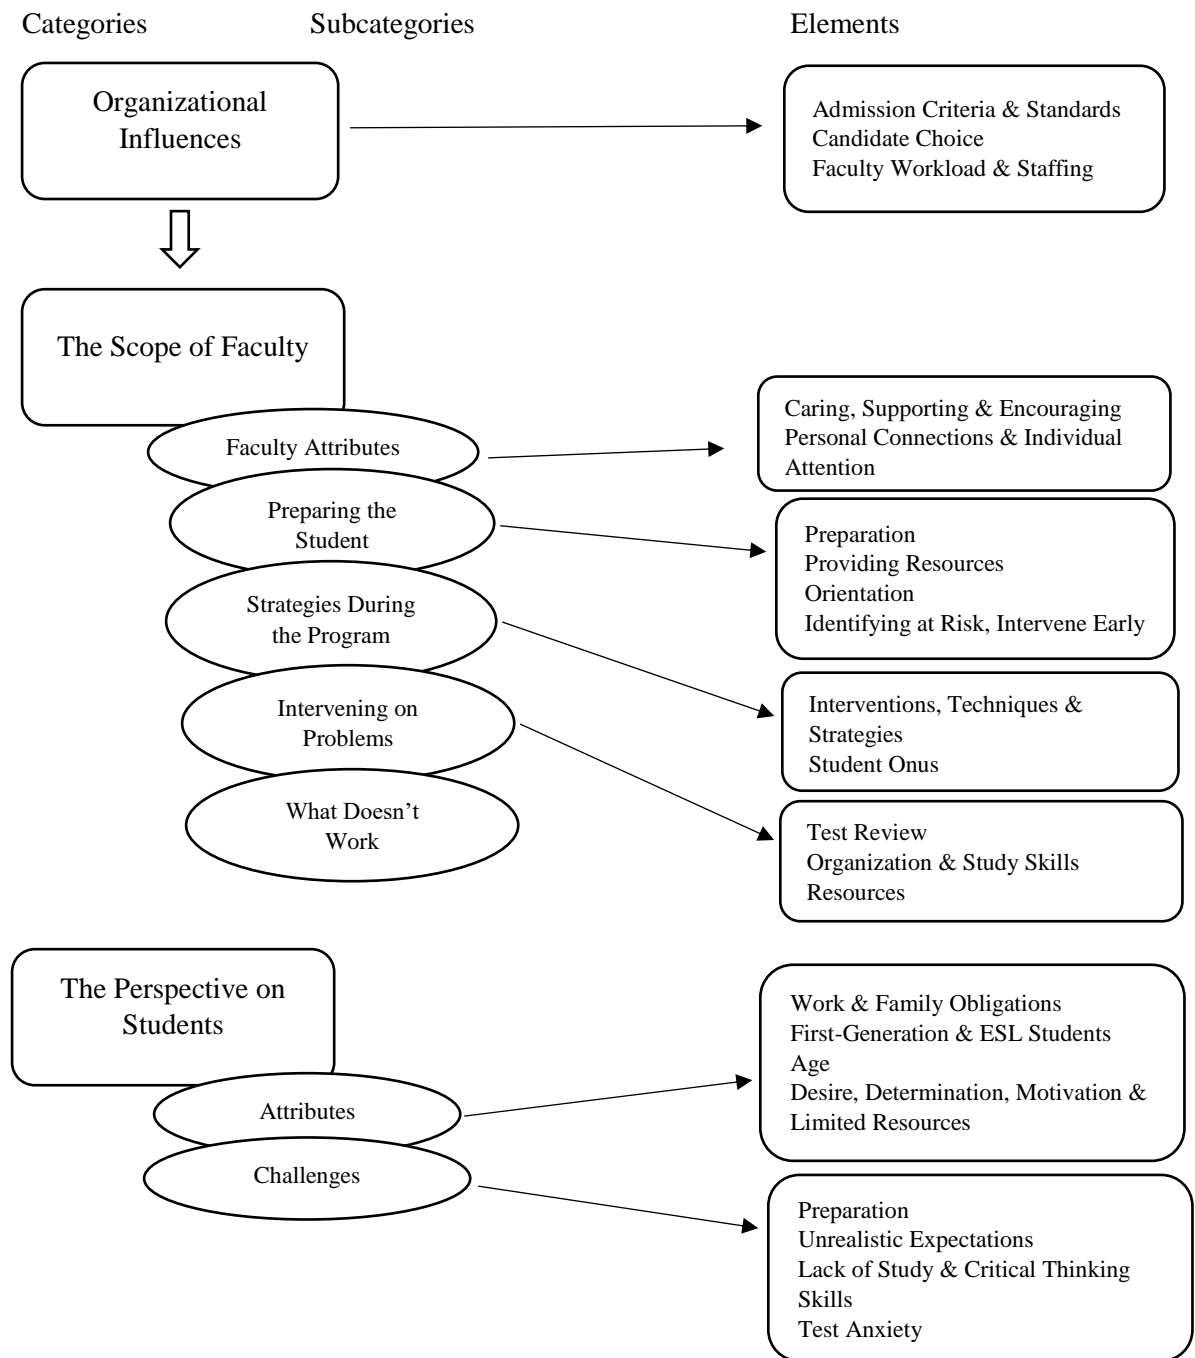 Categories
Subcategories
Elements
Organizational
Influences
Admission Criteria & Standards
Candidate Choice
Faculty Workload & Staffing
The Scope of Faculty
Faculty Attributes
Caring, Supporting & Encouraging
Personal Connections & Individual
Attention
Preparing the
Student
Preparation
Providing Resources
Orientation
Identifying at Risk, Intervene Early
Strategies During
the Program
Interventions, Techniques &
Strategies
Student Onus
Intervening on
Problems
Test Review
Organization & Study Skills
Resources
What Doesn’t
Work
The Perspective on
Students
Attributes
Work & Family Obligations
First-Generation & ESL Students
Age
Desire, Determination, Motivation &
Limited Resources
Challenges
Preparation
Unrealistic Expectations
Lack of Study & Critical Thinking
Skills
Test Anxiety